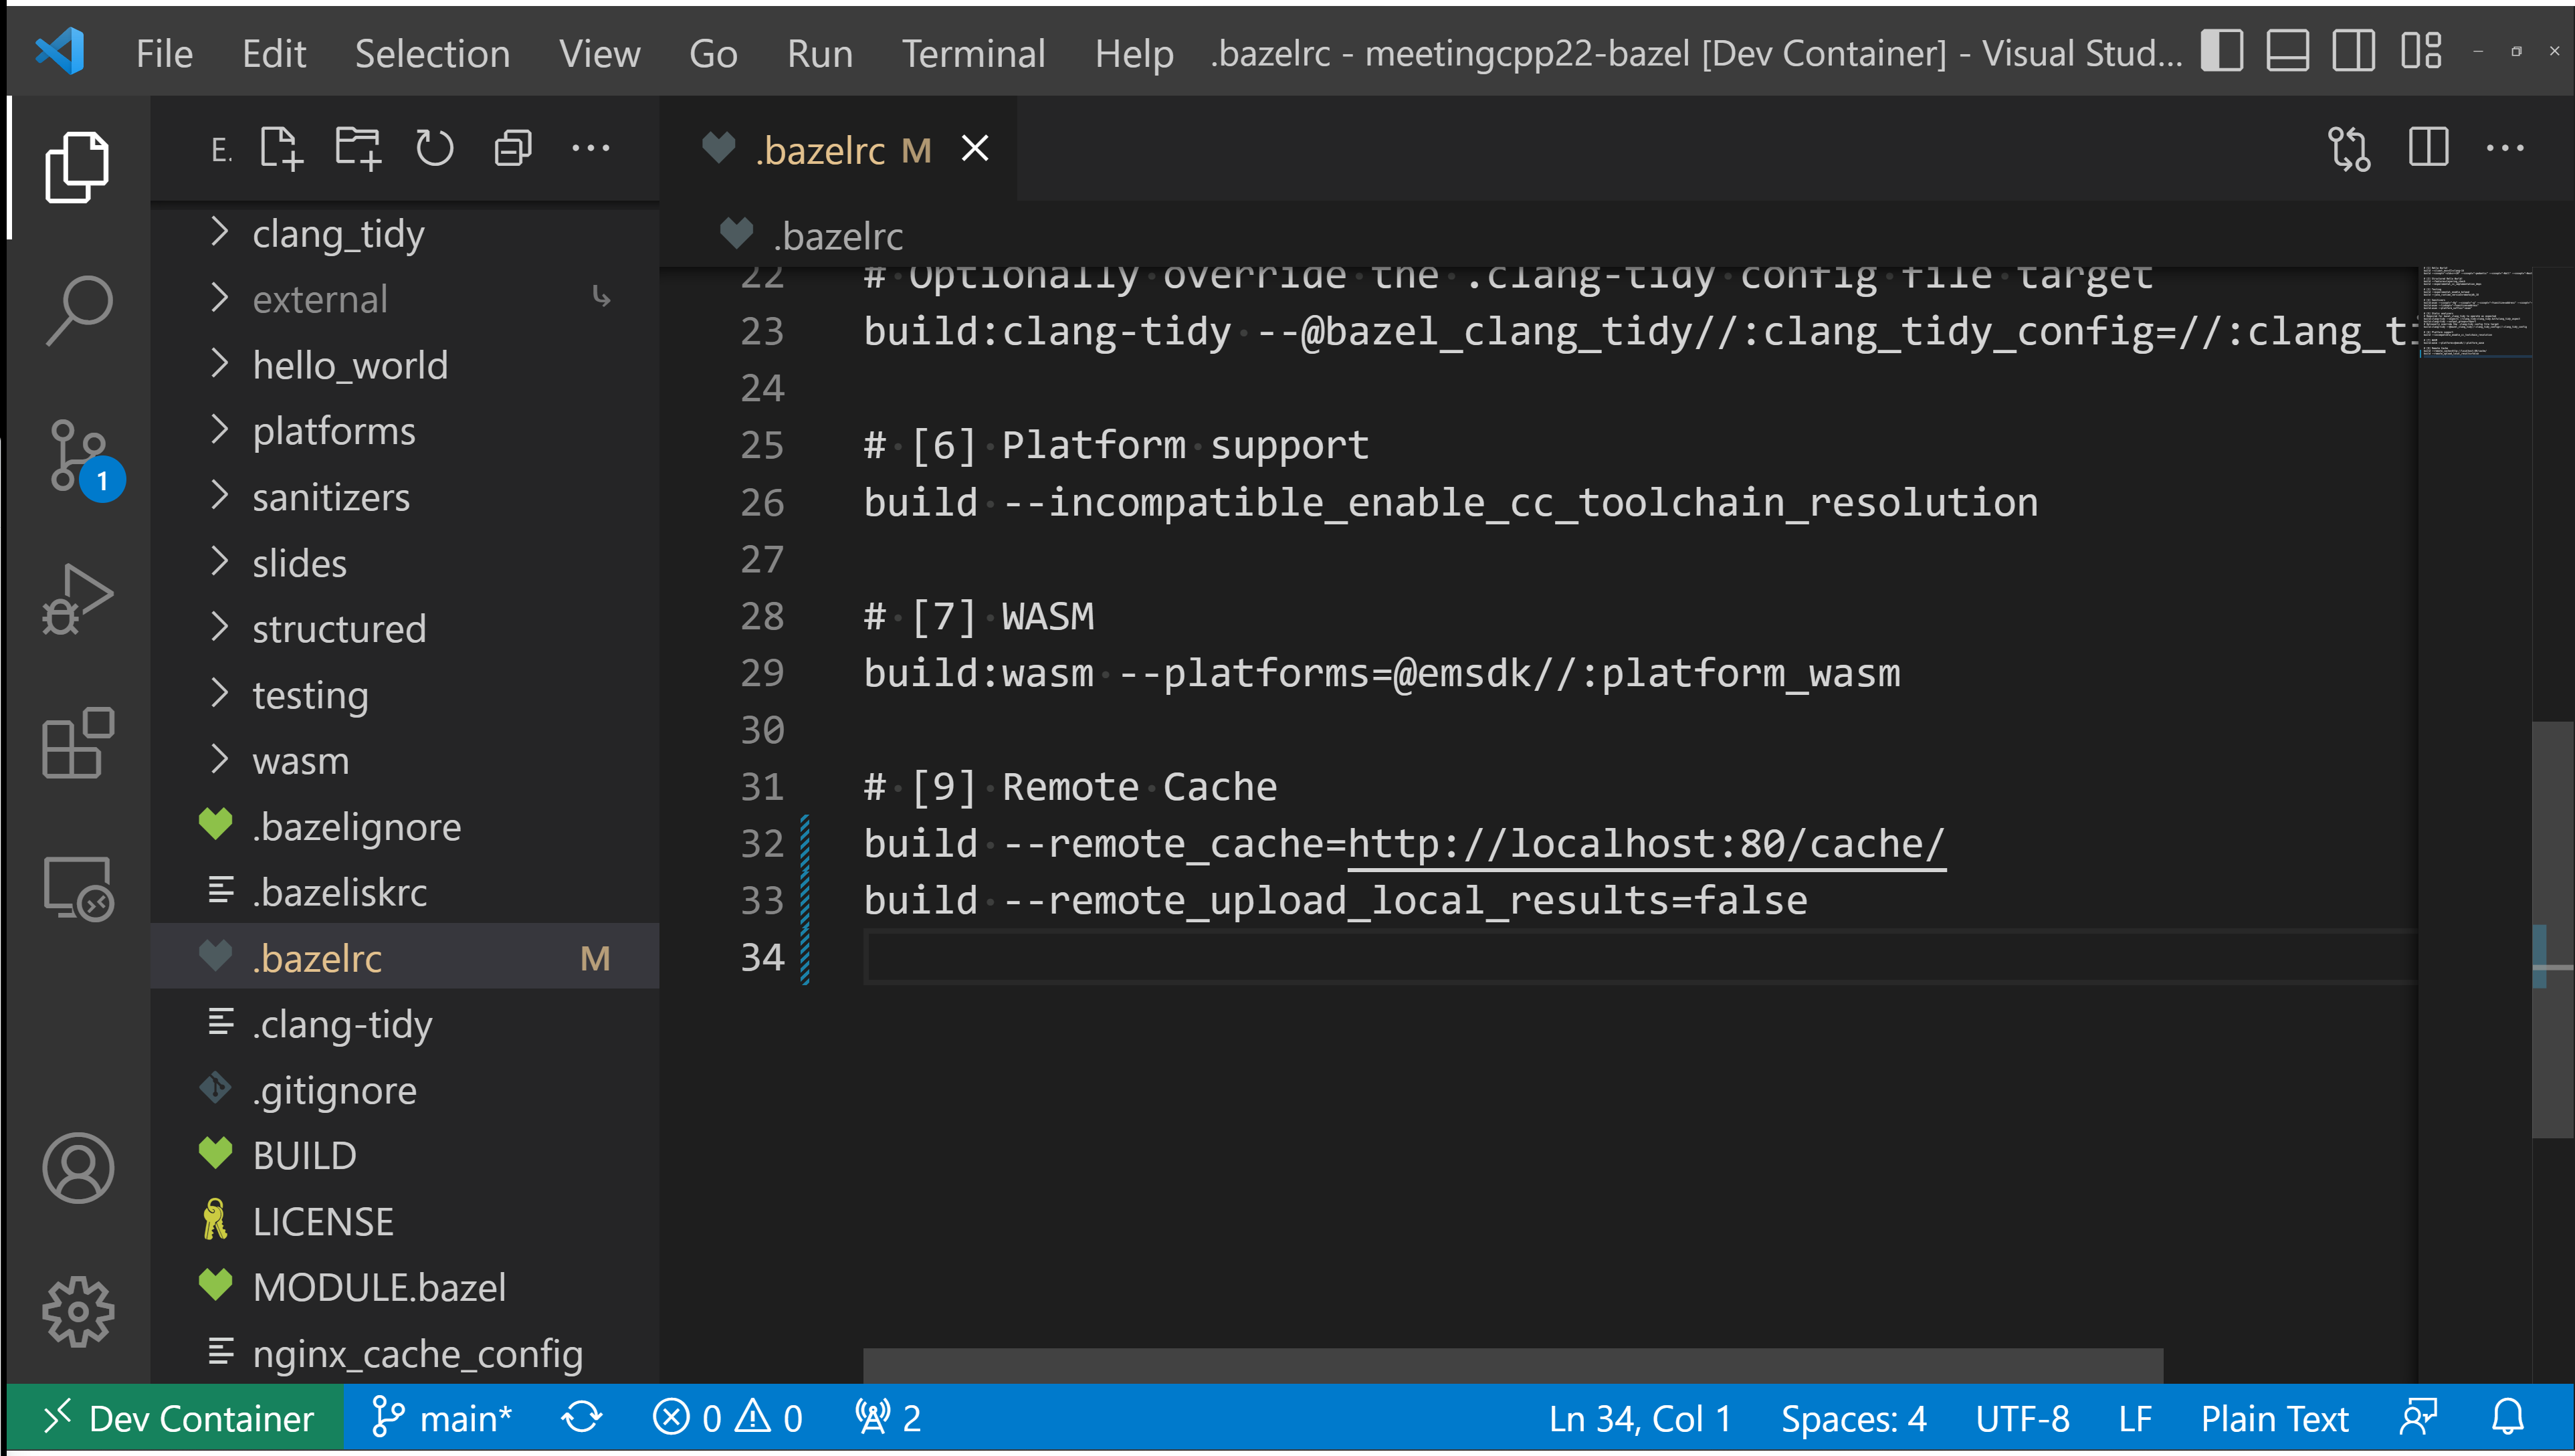 File Edit Selection View Go Run Terminal Help .bazelrc - meetingcpp22-bazel [Dev Container] - Visual Stud...
E.
.bazelrc M
.bazelrc
clang_tidy
external
hello_world
platforms
sanitizers
slides
structured
testing
wasm
.bazelignore
.bazeliskrc
.bazelrc M
.clang-tidy
.gitignore
BUILD
LICENSE
MODULE.bazel
nginx_cache_config
1
22 # Optionally override the .clang-tidy config file target
23 build:clang-tidy --@bazel_clang_tidy//:clang_tidy_config=//:clang_ti
24
25 # [6] Platform support
26 build --incompatible_enable_cc_toolchain_resolution
27
28 # [7] WASM
29 build:wasm --platforms=@emsdk//:platform_wasm
30
31 # [9] Remote Cache
32 build --remote_cache=http://localhost:80/cache/
33 build --remote_upload_local_results=false
34
Dev Container main* 0 0 2 Ln 34, Col 1 Spaces: 4 UTF-8 LF Plain Text